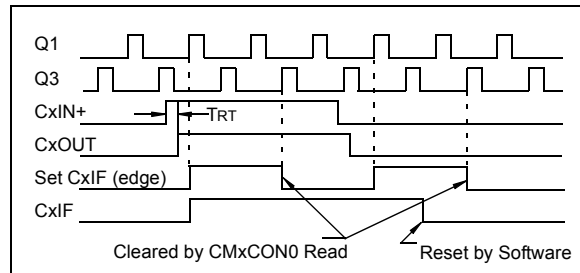 Q1
Q3
CxIN+
TRT
CxOUT
Set CxIF (edge)
CxIF
Cleared by CMxCON0 Read
Reset by Software